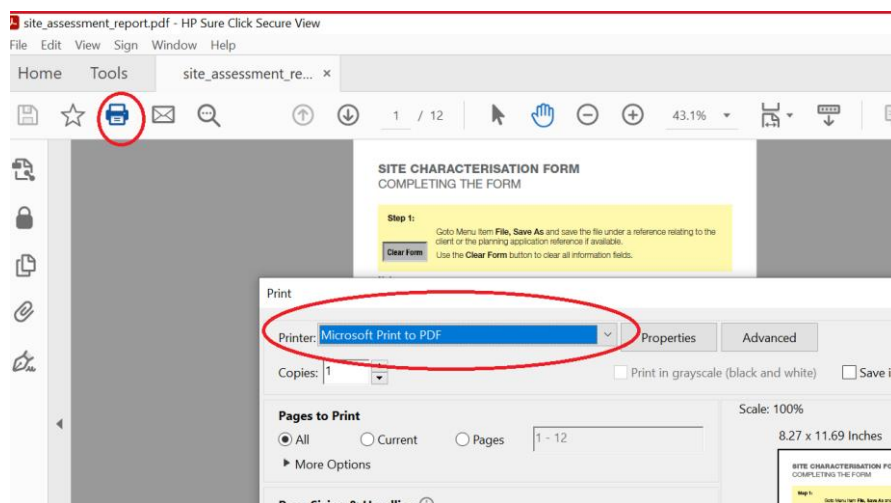 site_assessment_report.pdf - HP Sure Click Secure View
File Edit View Sign Window Help
Home Tools site_assessment_re... ×
1 / 12 43.1%
SITE CHARACTERISATION FORM
COMPLETING THE FORM
Step 1:
Goto Menu Item File, Save As and save the file under a reference relating to the
client or the planning application reference if available.
Clear Form Use the Clear Form button to clear all information fields.
Print
Printer: Microsoft Print to PDF Properties Advanced
Copies: 1 Print in grayscale (black and white) Save i
Pages to Print Scale: 100%
All Current Pages 1 - 12 8.27 x 11.69 Inches
More Options
SITE CHARACTERISATION FO
COMPLETING THE FORM
Step 1: